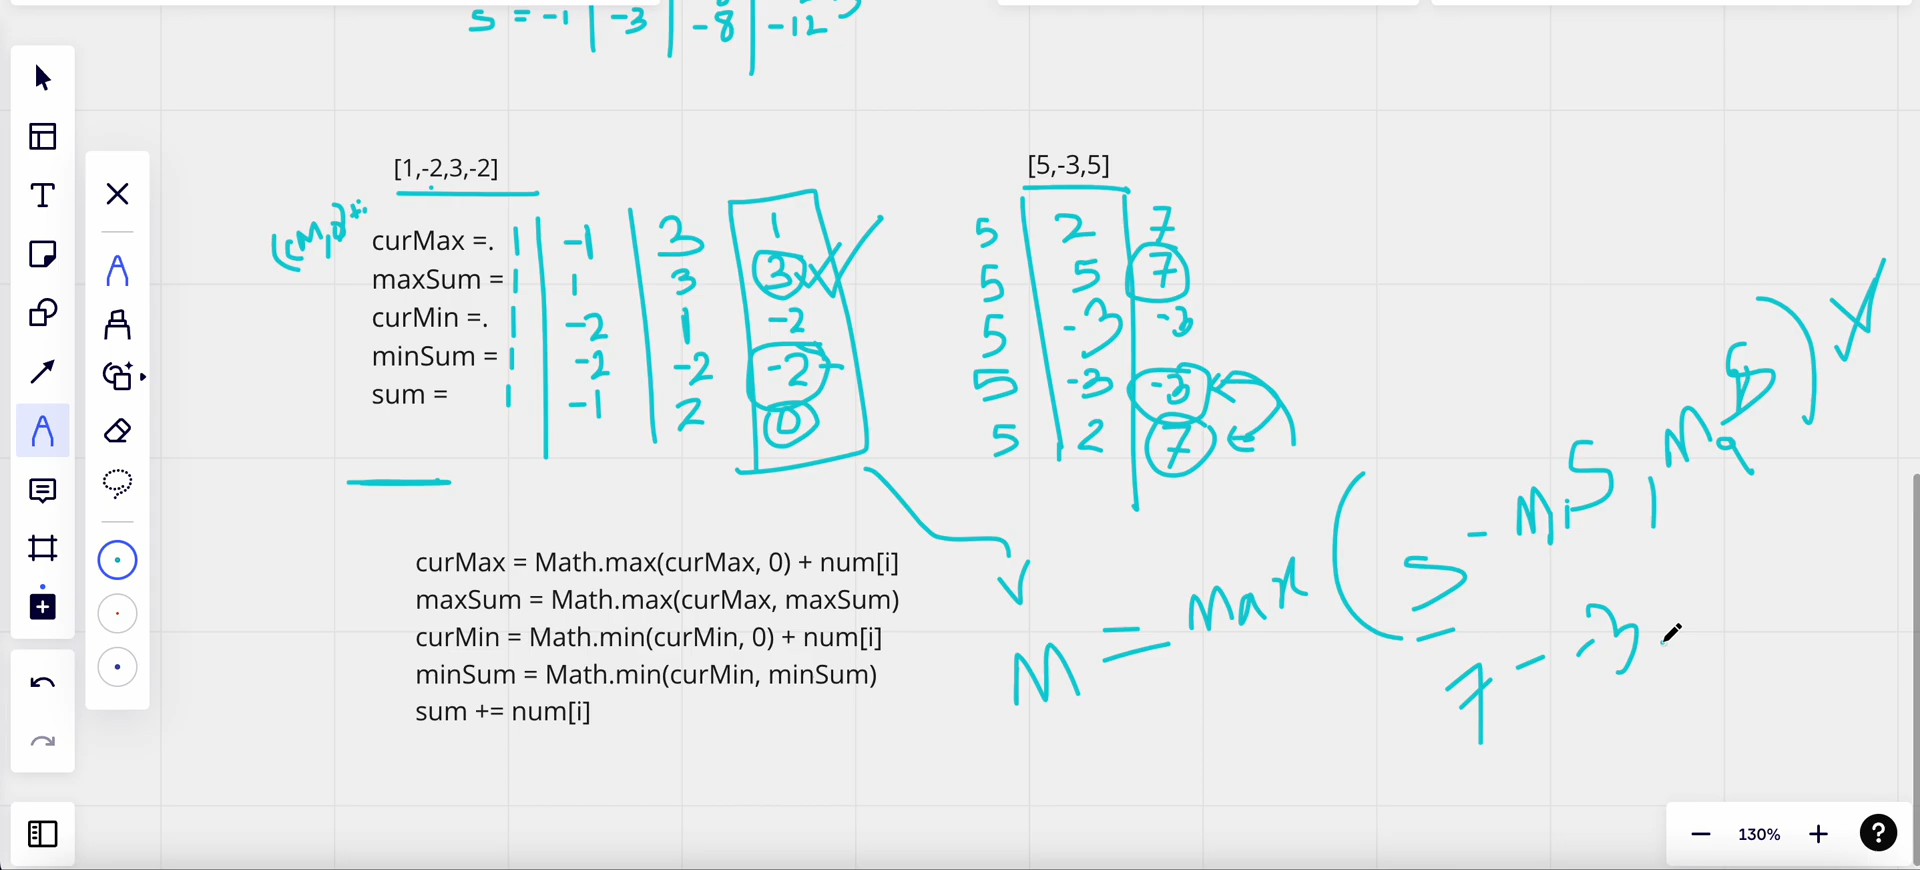 S = -1 | -3 | -8 | -12
[1,-2,3,-2]
[5,-3,5]
curMax =. 1 | -1 | 3 | 1
maxSum = 1 | 1 | 3 | 3
curMin =. 1 | -2 | 1 | -2
minSum = 1 | -2 | -2 | -2
sum = 1 | -1 | 2 | 0
5 | 2 | 7
5 | 5 | 7
5 | -3 | -3
5 | -3 | -3
5 | 2 | 7
curMax = Math.max(curMax, 0) + num[i]
maxSum = Math.max(curMax, maxSum)
curMin = Math.min(curMin, 0) + num[i]
minSum = Math.min(curMin, minSum)
sum += num[i]
M = max (S - MiS, MaS)
7 - -3
130%